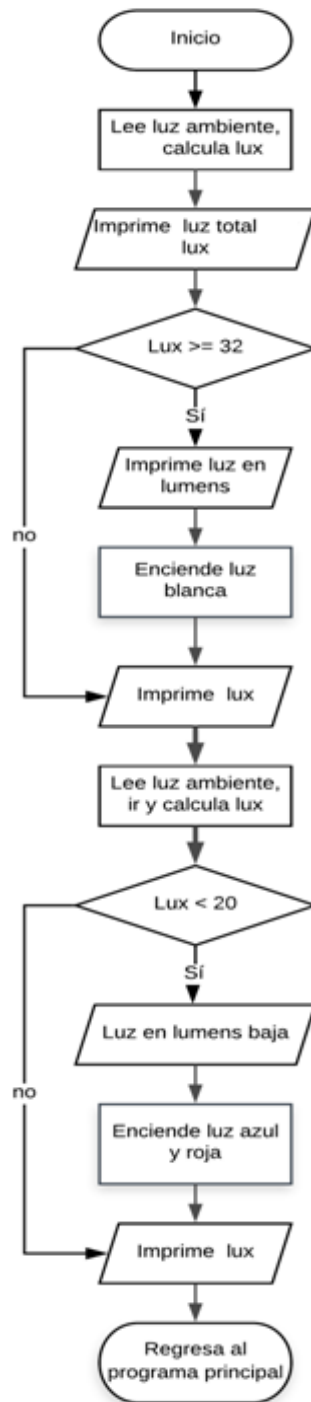 Inicio
Lee luz ambiente,
calcula lux
Imprime luz total
lux
Lux >= 32
Sí
Imprime luz en
lumens
no
Enciende luz
blanca
Imprime lux
Lee luz ambiente,
ir y calcula lux
Lux < 20
Sí
Luz en lumens baja
no
Enciende luz azul
y roja
Imprime lux
Regresa al
programa principal